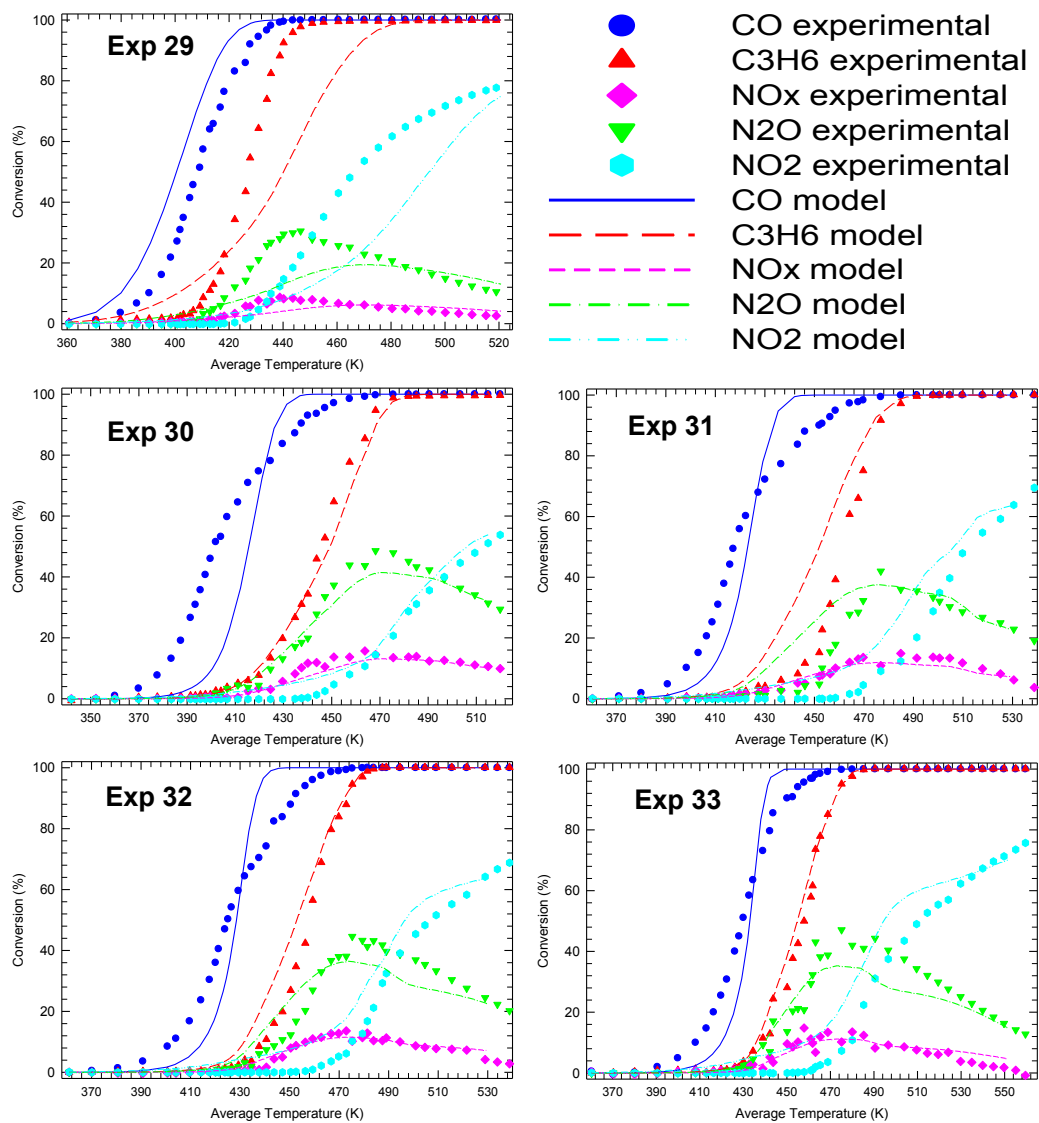 Exp 29
100
80
60
40
20
0
Conversion (%)
360 380 400 420 440 460 480 500 520
Average Temperature (K)
CO experimental
C3H6 experimental
NOx experimental
N2O experimental
NO2 experimental
CO model
C3H6 model
NOx model
N2O model
NO2 model
Exp 30
100
80
60
40
20
0
Conversion (%)
350 370 390 410 430 450 470 490 510
Average Temperature (K)
Exp 31
100
80
60
40
20
0
Conversion (%)
370 390 410 430 450 470 490 510 530
Average Temperature (K)
Exp 32
100
80
60
40
20
0
Conversion (%)
370 390 410 430 450 470 490 510 530
Average Temperature (K)
Exp 33
100
80
60
40
20
0
Conversion (%)
370 390 410 430 450 470 490 510 530 550
Average Temperature (K)